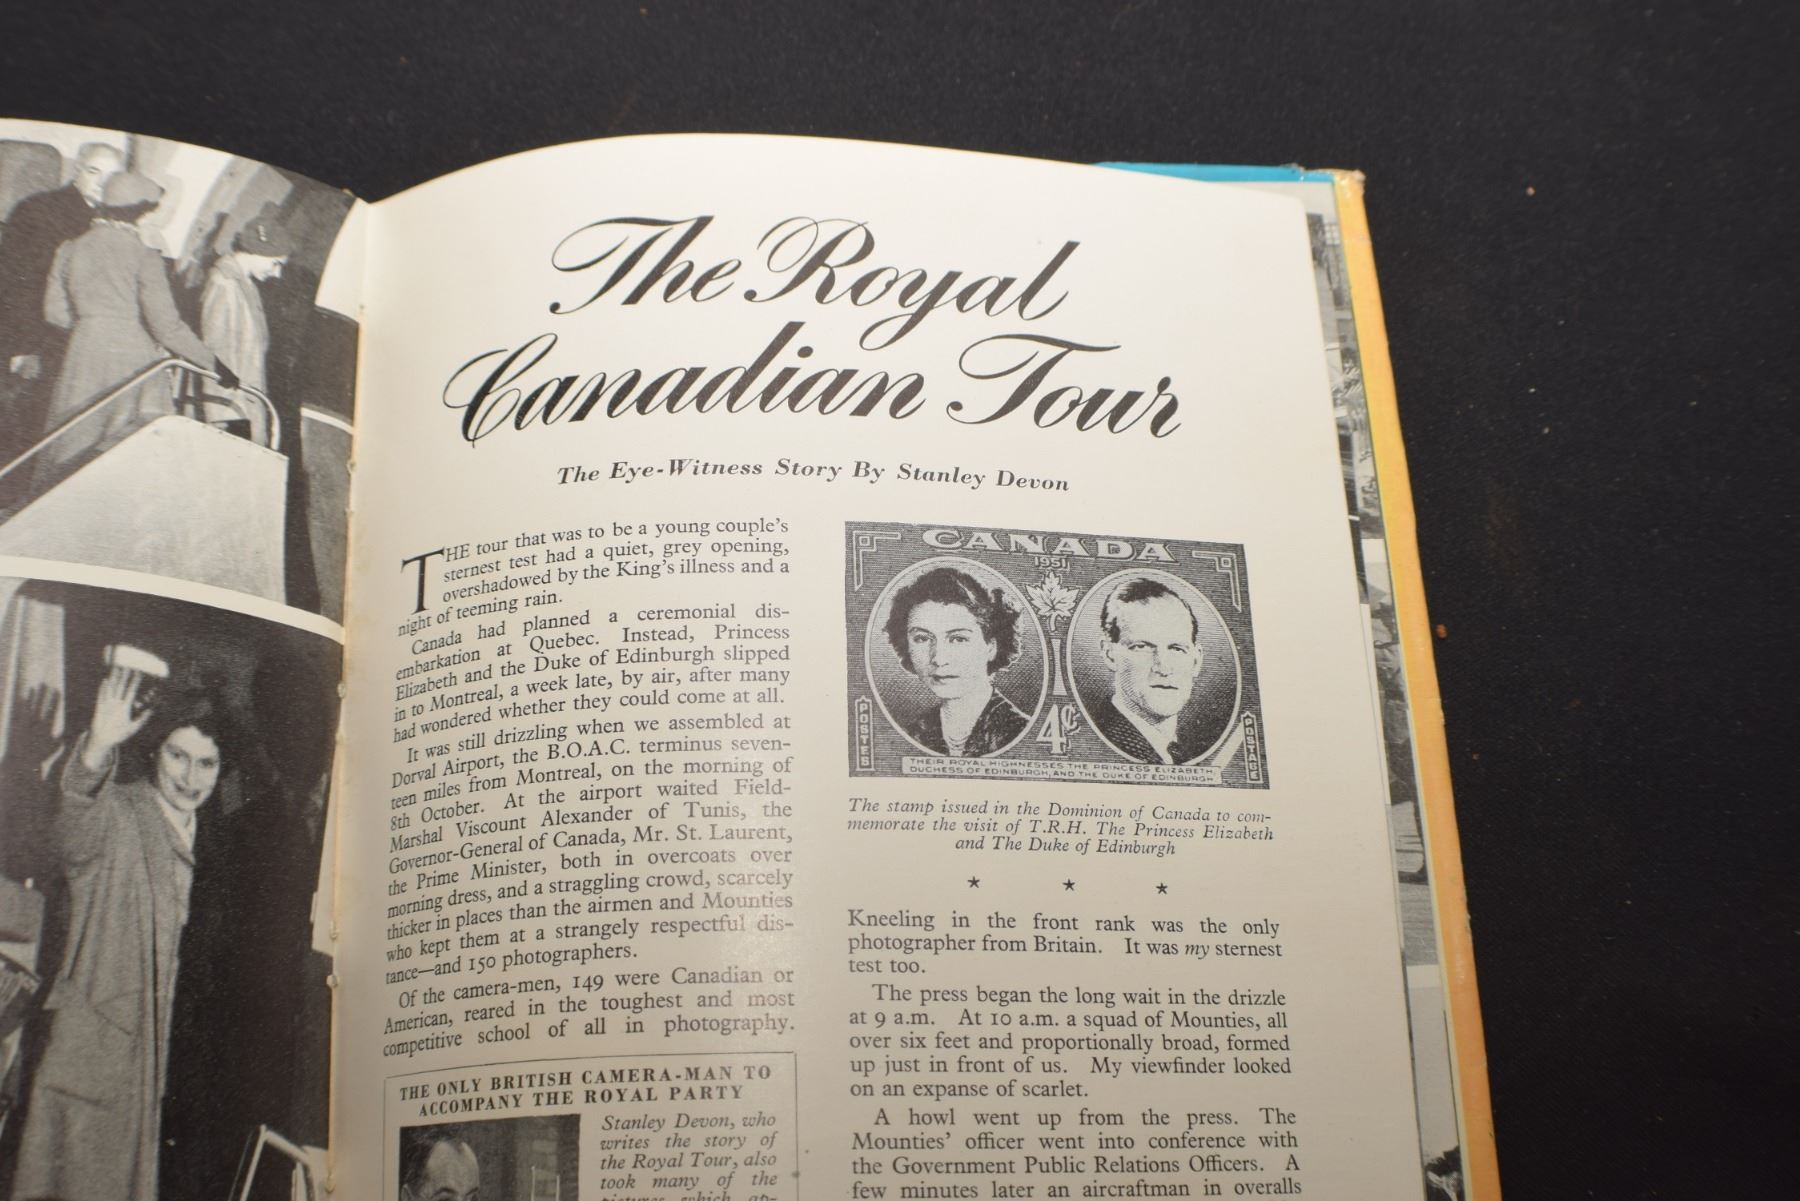 The Royal
Canadian Tour
The Eye-Witness Story By Stanley Devon
THE tour that was to be a young couple's
sternest test had a quiet, grey opening,
overshadowed by the King's illness and a
night of teeming rain.
Canada had planned a ceremonial dis-
embarkation at Quebec. Instead, Princess
Elizabeth and the Duke of Edinburgh slipped
in to Montreal, a week late, by air, after many
had wondered whether they could come at all.
It was still drizzling when we assembled at
Dorval Airport, the B.O.A.C. terminus seven-
teen miles from Montreal, on the morning of
8th October. At the airport waited Field-
Marshal Viscount Alexander of Tunis, the
Governor-General of Canada, Mr. St. Laurent,
the Prime Minister, both in overcoats over
morning dress, and a straggling crowd, scarcely
thicker in places than the airmen and Mounties
who kept them at a strangely respectful dis-
tance—and 150 photographers.
Of the camera-men, 149 were Canadian or
American, reared in the toughest and most
competitive school of all in photography.
THE ONLY BRITISH CAMERA-MAN TO
ACCOMPANY THE ROYAL PARTY
Stanley Devon, who
writes the story of
the Royal Tour, also
took many of the
pictures which ap-
CANADA
1951
POSTES
4¢
POSTAGE
THEIR ROYAL HIGHNESSES THE PRINCESS ELIZABETH,
DUCHESS OF EDINBURGH, AND THE DUKE OF EDINBURGH
The stamp issued in the Dominion of Canada to com-
memorate the visit of T.R.H. The Princess Elizabeth
and The Duke of Edinburgh
* * *
Kneeling in the front rank was the only
photographer from Britain. It was my sternest
test too.
The press began the long wait in the drizzle
at 9 a.m. At 10 a.m. a squad of Mounties, all
over six feet and proportionally broad, formed
up just in front of us. My viewfinder looked
on an expanse of scarlet.
A howl went up from the press. The
Mounties' officer went into conference with
the Government Public Relations Officers. A
few minutes later an aircraftman in overalls